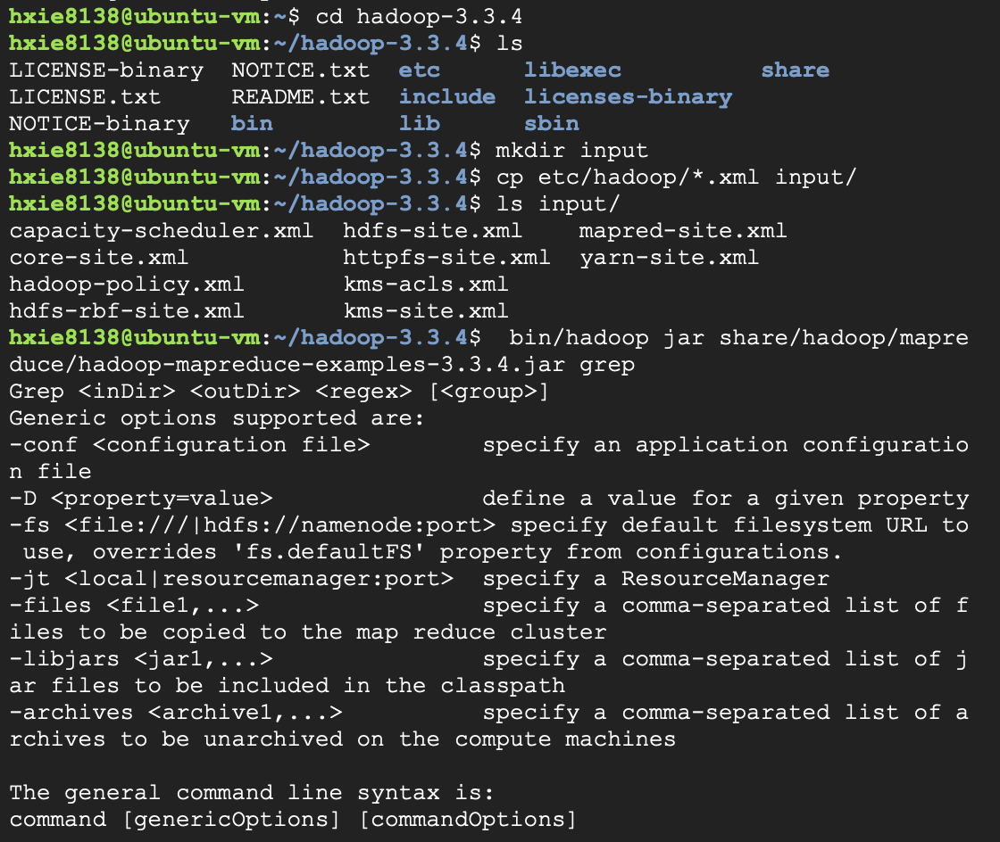 hxie8138@ubuntu-vm:~$ cd hadoop-3.3.4
hxie8138@ubuntu-vm:~/hadoop-3.3.4$ ls
LICENSE-binary  NOTICE.txt  etc      libexec          share
LICENSE.txt     README.txt  include  licenses-binary
NOTICE-binary   bin         lib      sbin
hxie8138@ubuntu-vm:~/hadoop-3.3.4$ mkdir input
hxie8138@ubuntu-vm:~/hadoop-3.3.4$ cp etc/hadoop/*.xml input/
hxie8138@ubuntu-vm:~/hadoop-3.3.4$ ls input/
capacity-scheduler.xml  hdfs-site.xml    mapred-site.xml
core-site.xml           httpfs-site.xml  yarn-site.xml
hadoop-policy.xml       kms-acls.xml
hdfs-rbf-site.xml       kms-site.xml
hxie8138@ubuntu-vm:~/hadoop-3.3.4$  bin/hadoop jar share/hadoop/mapre
duce/hadoop-mapreduce-examples-3.3.4.jar grep
Grep <inDir> <outDir> <regex> [<group>]
Generic options supported are:
-conf <configuration file>        specify an application configuratio
n file
-D <property=value>               define a value for a given property
-fs <file:///|hdfs://namenode:port> specify default filesystem URL to
 use, overrides 'fs.defaultFS' property from configurations.
-jt <local|resourcemanager:port>  specify a ResourceManager
-files <file1,...>                specify a comma-separated list of f
iles to be copied to the map reduce cluster
-libjars <jar1,...>               specify a comma-separated list of j
ar files to be included in the classpath
-archives <archive1,...>          specify a comma-separated list of a
rchives to be unarchived on the compute machines

The general command line syntax is:
command [genericOptions] [commandOptions]